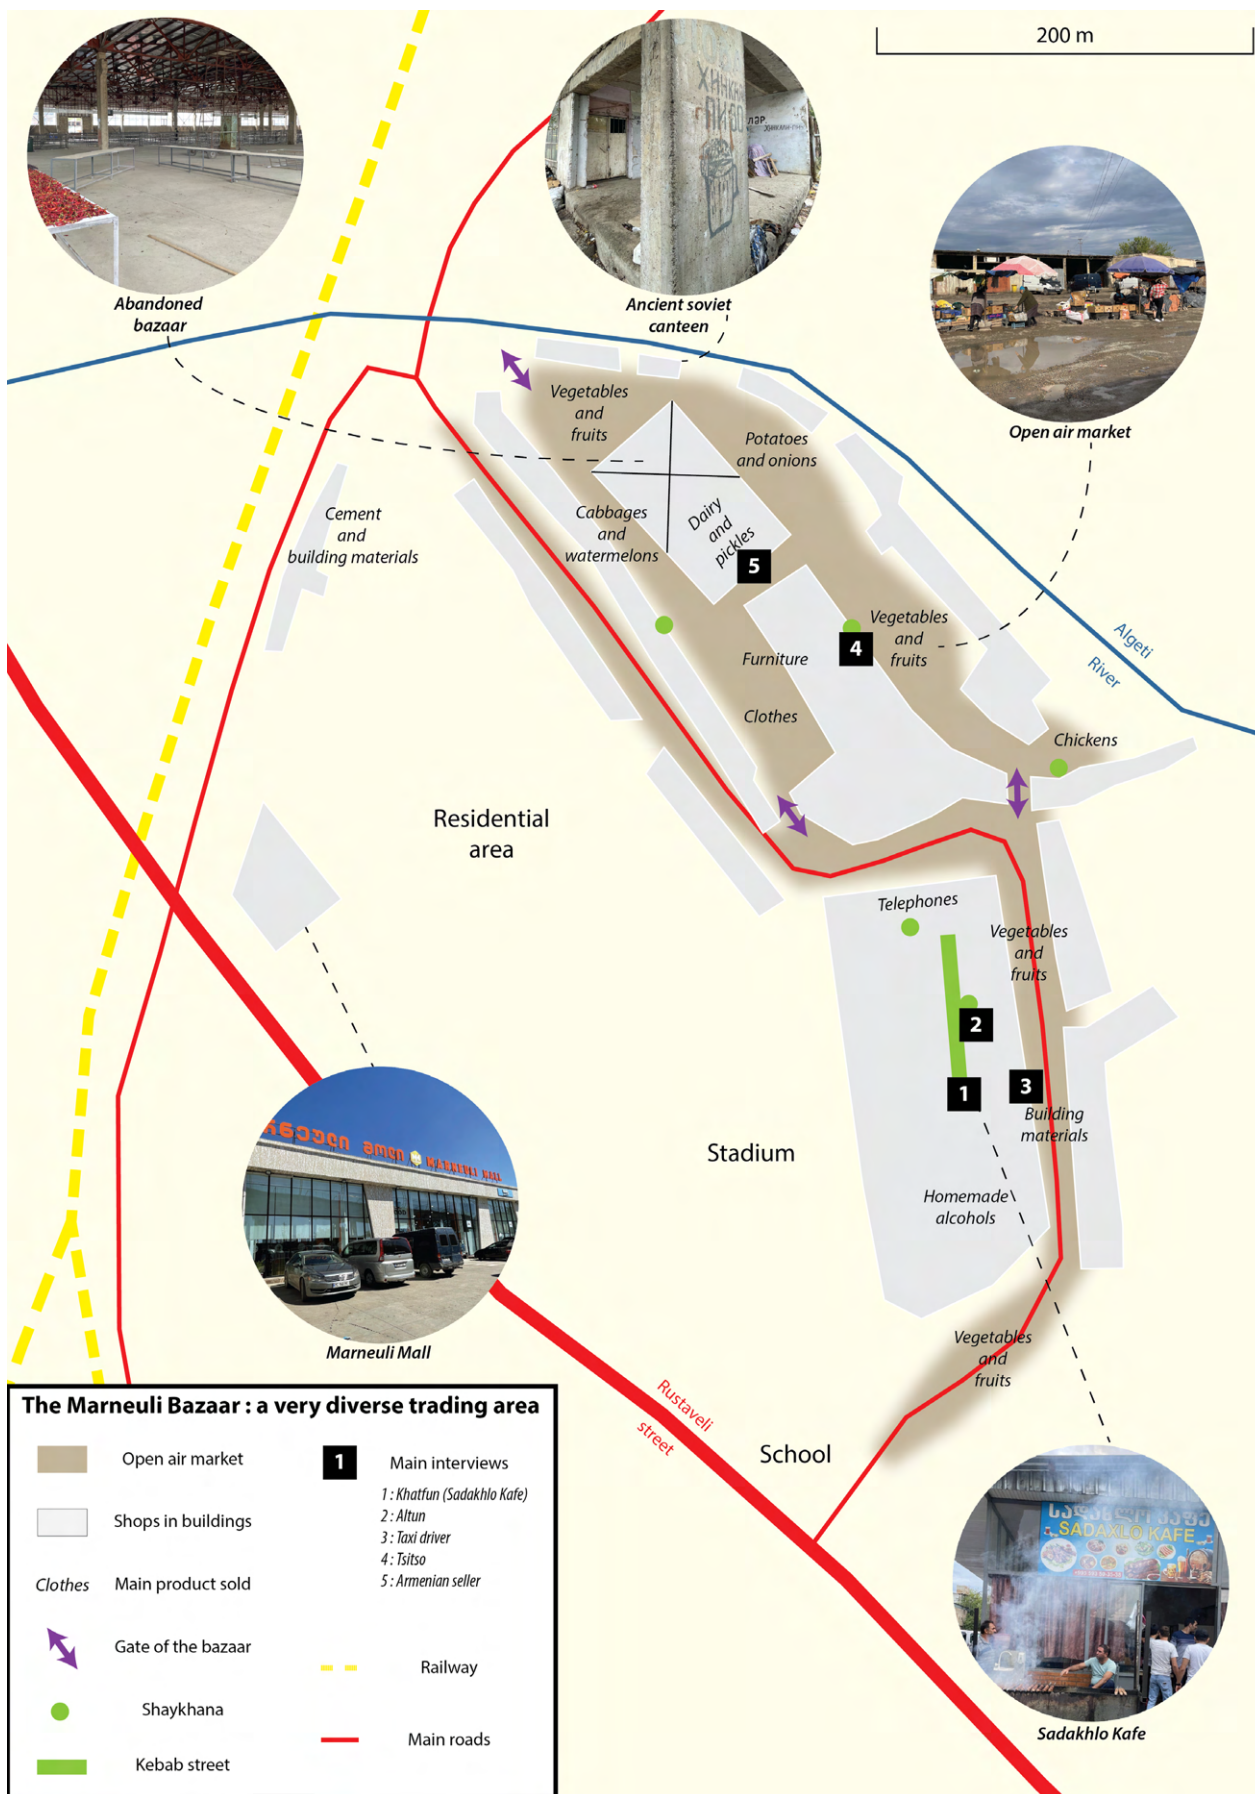 200 m
ХИНКАЛИ
ПИВО
Abandoned
bazaar
Ancient soviet
canteen
Open air market
Vegetables
and
fruits
Potatoes
and onions
Cement
and
building materials
Cabbages
and
watermelons
Dairy
and
pickles
5
4
Vegetables
and
fruits
Algeti
River
Furniture
Clothes
Chickens
Residential
area
Telephones
Vegetables
and
fruits
2
1
3
Building
materials
Stadium
Homemade
alcohols
Marneuli Mall
Vegetables
and
fruits
Rustaveli
street
School
სადახლო კაფე
SADAXLO KAFE
Sadakhlo Kafe
The Marneuli Bazaar : a very diverse trading area
Open air market
Shops in buildings
Clothes
Main product sold
Gate of the bazaar
Shaykhana
Kebab street
1
Main interviews
1 : Khatfun (Sadakhlo Kafe)
2 : Altun
3 : Taxi driver
4 : Tsitso
5 : Armenian seller
Railway
Main roads